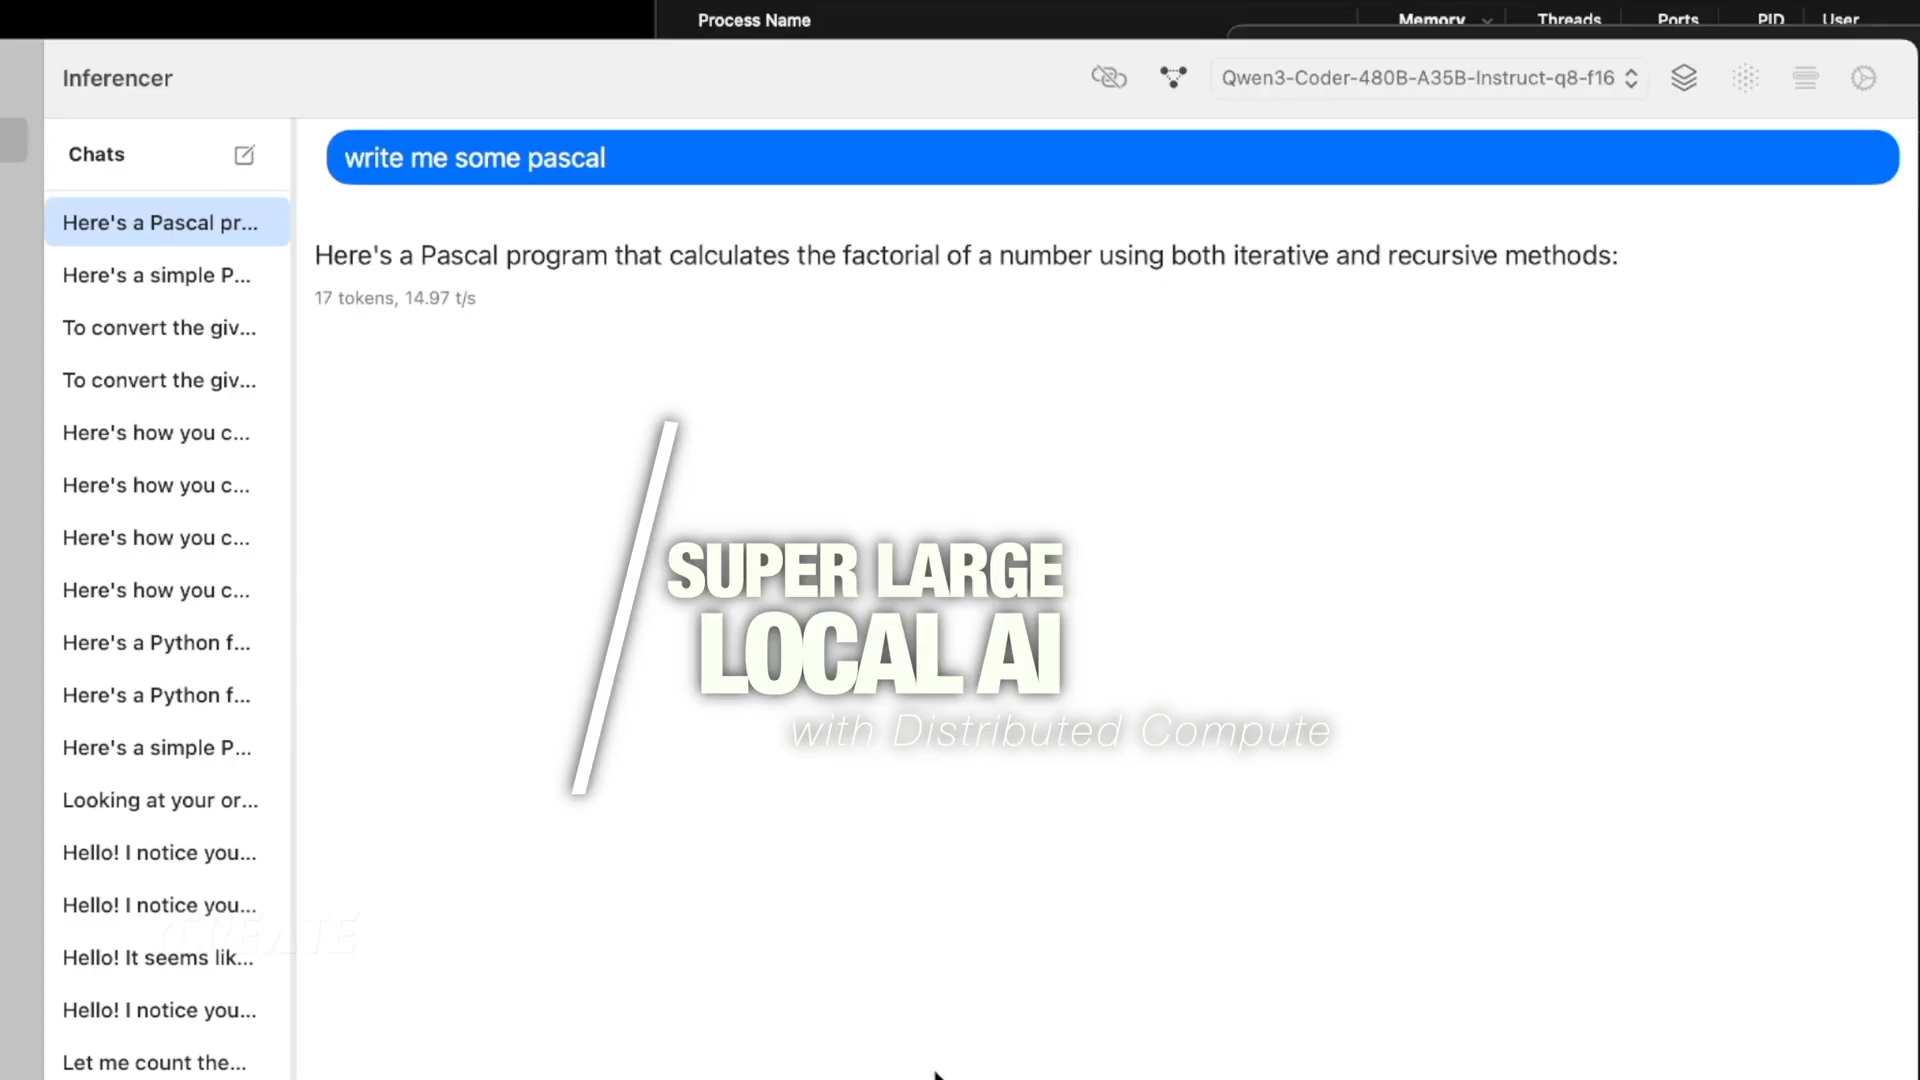 Process Name
Memory Threads Ports PID User
Inferencer
Qwen3-Coder-480B-A35B-Instruct-q8-f16
Chats
write me some pascal
Here's a Pascal pr...
Here's a simple P...
To convert the giv...
To convert the giv...
Here's how you c...
Here's how you c...
Here's how you c...
Here's how you c...
Here's a Python f...
Here's a Python f...
Here's a simple P...
Looking at your or...
Hello! I notice you...
Hello! I notice you...
Hello! It seems lik...
Hello! I notice you...
Let me count the...
Here's a Pascal program that calculates the factorial of a number using both iterative and recursive methods:
17 tokens, 14.97 t/s
SUPER LARGE
LOCAL AI
with Distributed Compute